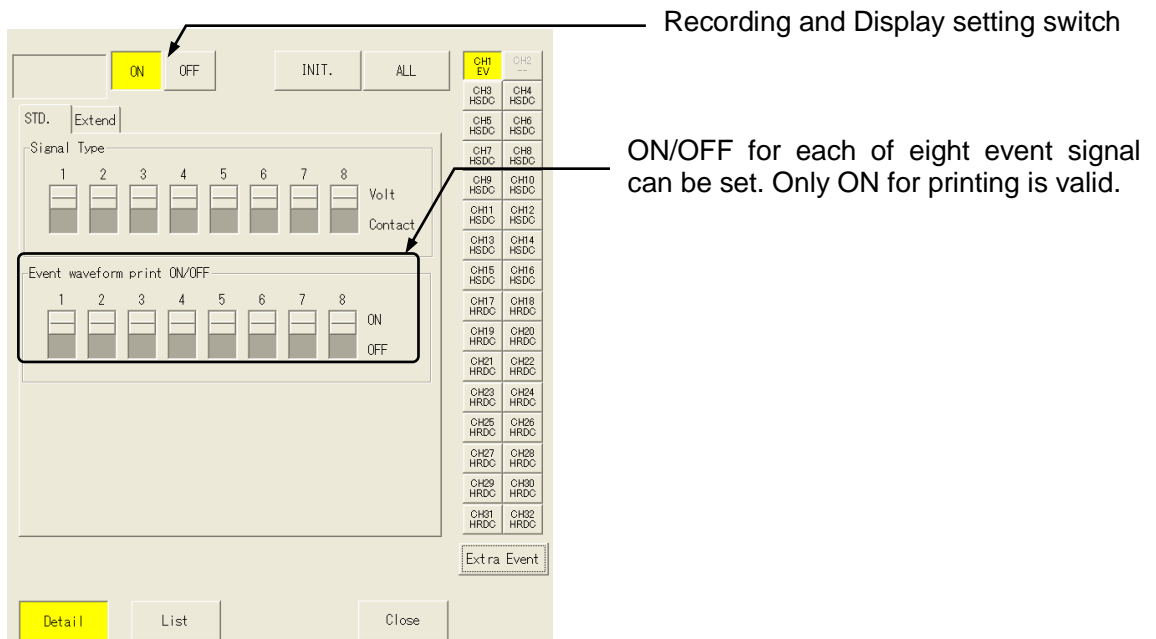 Recording and Display setting switch
ON OFF INIT. ALL
CH1 EV CH2 --
CH3 HSDC CH4 HSDC
STD. Extend
CH5 HSDC CH6 HSDC
Signal Type
CH7 HSDC CH8 HSDC
ON/OFF for each of eight event signal
can be set. Only ON for printing is valid.
1 2 3 4 5 6 7 8
Volt
Contact
CH9 HSDC CH10 HSDC
CH11 HSDC CH12 HSDC
CH13 HSDC CH14 HSDC
Event waveform print ON/OFF
CH15 HSDC CH16 HSDC
1 2 3 4 5 6 7 8
ON
OFF
CH17 HRDC CH18 HRDC
CH19 HRDC CH20 HRDC
CH21 HRDC CH22 HRDC
CH23 HRDC CH24 HRDC
CH25 HRDC CH26 HRDC
CH27 HRDC CH28 HRDC
CH29 HRDC CH30 HRDC
CH31 HRDC CH32 HRDC
Extra Event
Detail List Close